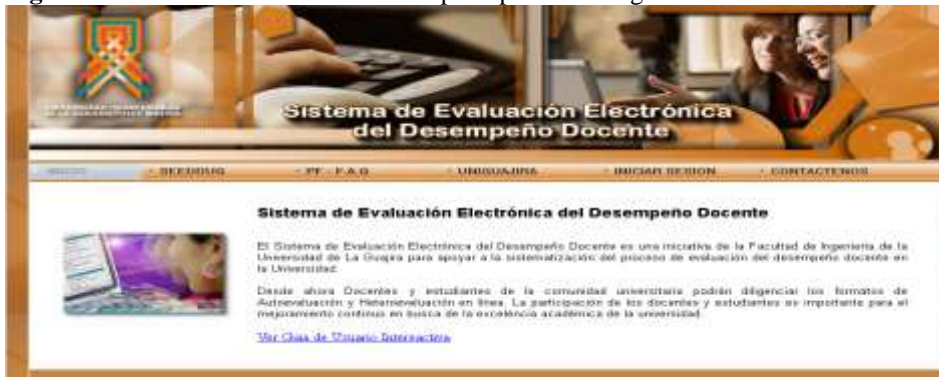 Sistema de Evaluación Electrónica
del Desempeño Docente
INICIO · SEEDDUG · PF - F.A.Q · UNIGUAJIRA · INICIAR SESION · CONTACTENOS
Sistema de Evaluación Electrónica del Desempeño Docente
El Sistema de Evaluación Electrónica del Desempeño Docente es una iniciativa de la Facultad de Ingeniería de la
Universidad de La Guajira para apoyar a la sistematización del proceso de evaluación del desempeño docente en
la Universidad.
Desde ahora Docentes y estudiantes de la comunidad universitaria podrán diligenciar los formatos de
Autoevaluación y Heteroevaluación en línea. La participación de los docentes y estudiantes es importante para el
mejoramiento continuo en busca de la excelencia académica de la universidad.
Ver Guia de Usuario Interactiva